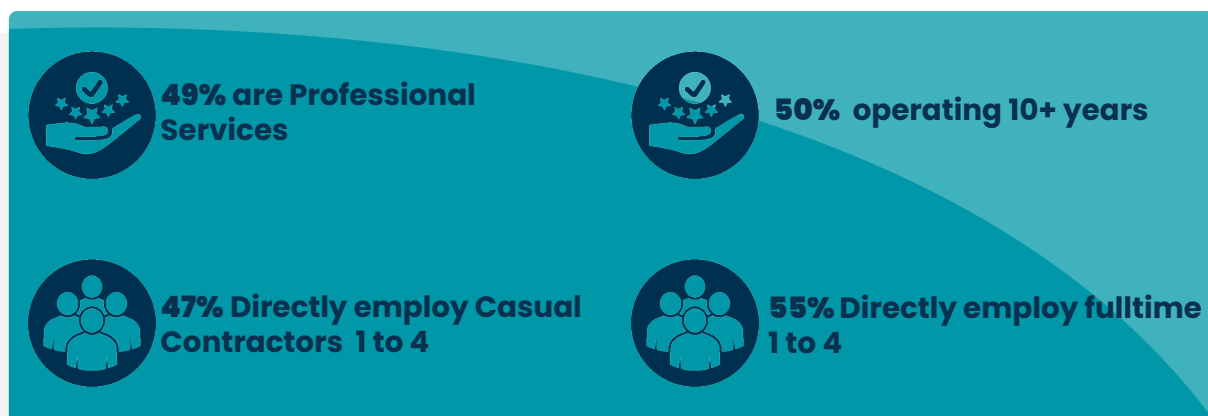 49% are Professional
Services
50% operating 10+ years
47% Directly employ Casual
Contractors 1 to 4
55% Directly employ fulltime
1 to 4